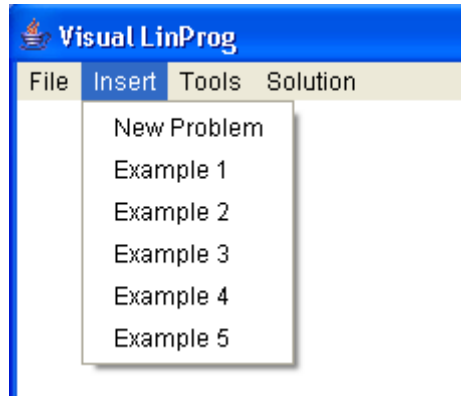 Visual LinProg
File Insert Tools Solution
New Problem
Example 1
Example 2
Example 3
Example 4
Example 5